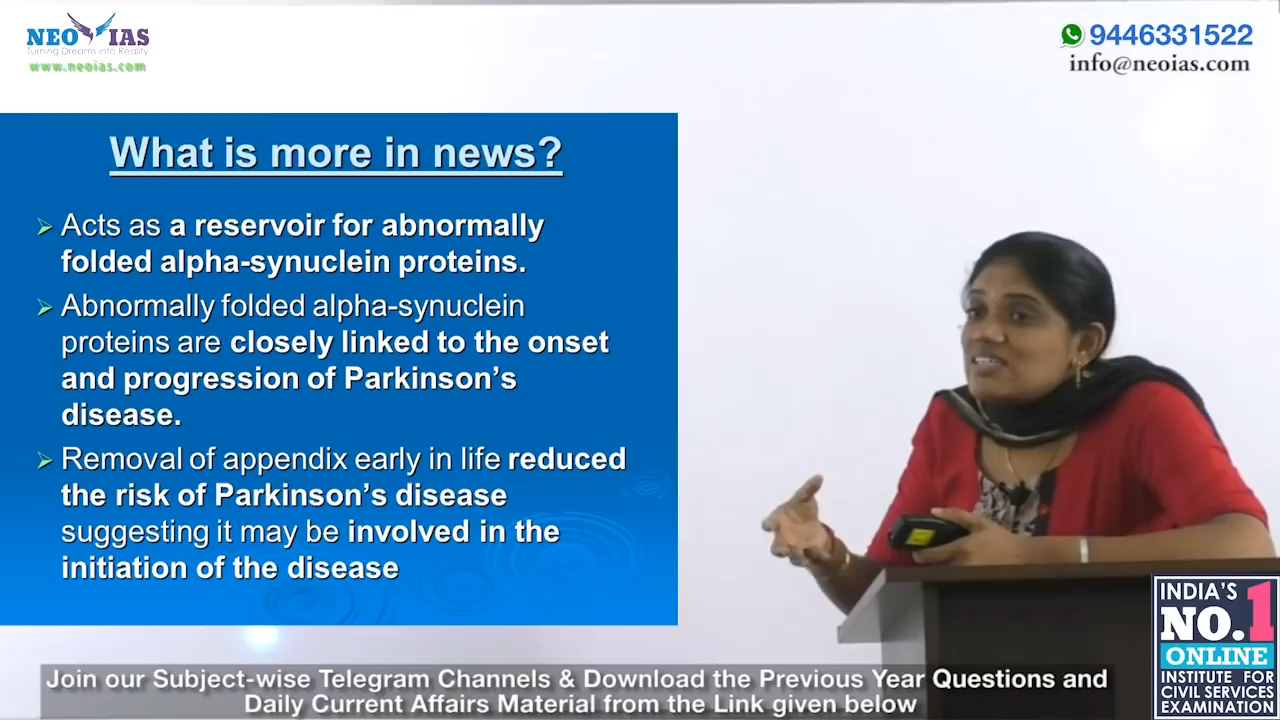 NEO IAS
Turning Dreams into Reality
www.neoias.com
9446331522
info@neoias.com
What is more in news?
Acts as a reservoir for abnormally
folded alpha-synuclein proteins.
Abnormally folded alpha-synuclein
proteins are closely linked to the onset
and progression of Parkinson's
disease.
Removal of appendix early in life reduced
the risk of Parkinson's disease
suggesting it may be involved in the
initiation of the disease
INDIA'S
NO.1
ONLINE
INSTITUTE FOR
CIVIL SERVICES
EXAMINATION
Join our Subject-wise Telegram Channels & Download the Previous Year Questions and
Daily Current Affairs Material from the Link given below